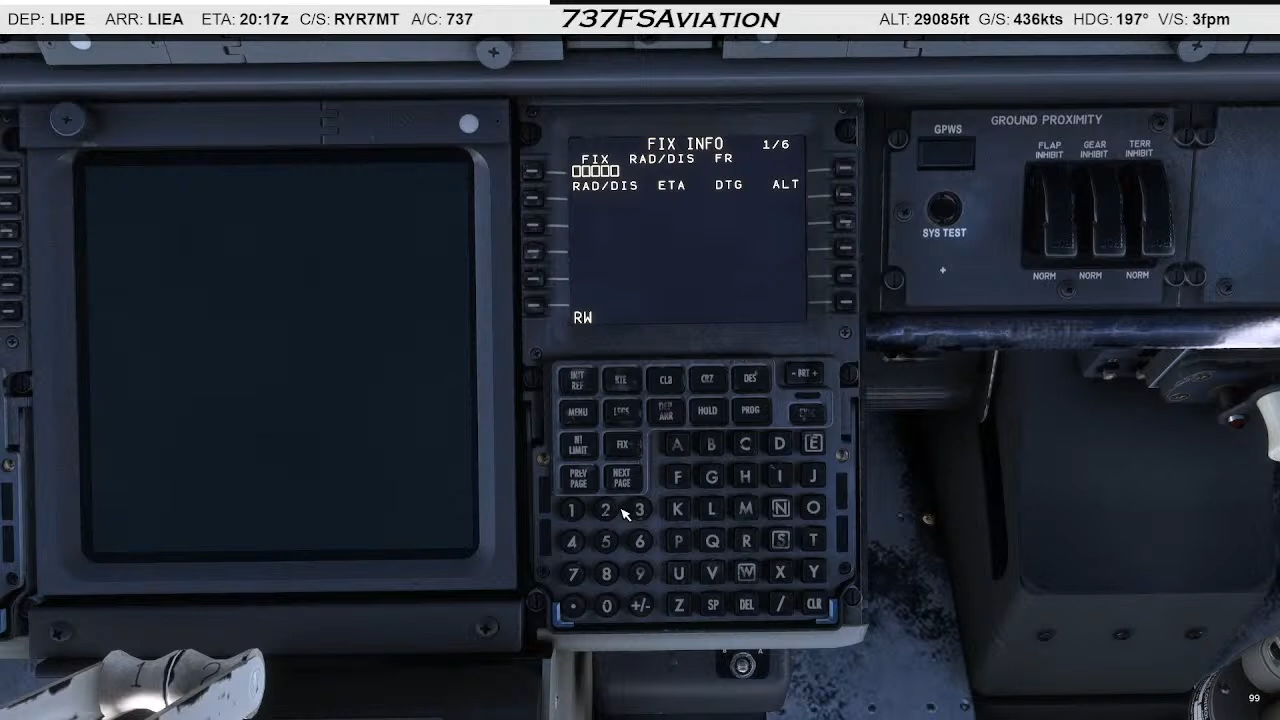 DEP: LIPE ARR: LIEA ETA: 20:17z C/S: RYR7MT A/C: 737
737FSAVIATION
ALT: 29085ft G/S: 436kts HDG: 197° V/S: 3fpm
FIX INFO 1/6
FIX RAD/DIS FR
RAD/DIS ETA DTG ALT
RW
GPWS
SYS TEST
GROUND PROXIMITY
FLAP INHIBIT
GEAR INHIBIT
TERR INHIBIT
NORM NORM NORM
INIT REF RTE CLB CRZ DES - BRT +
MENU LEGS DEP ARR HOLD PROG EXEC
N1 LIMIT FIX A B C D E
PREV PAGE NEXT PAGE F G H I J
1 2 3 K L M N O
4 5 6 P Q R S T
7 8 9 U V W X Y
. 0 +/- Z SP DEL / CLR
1 2
99